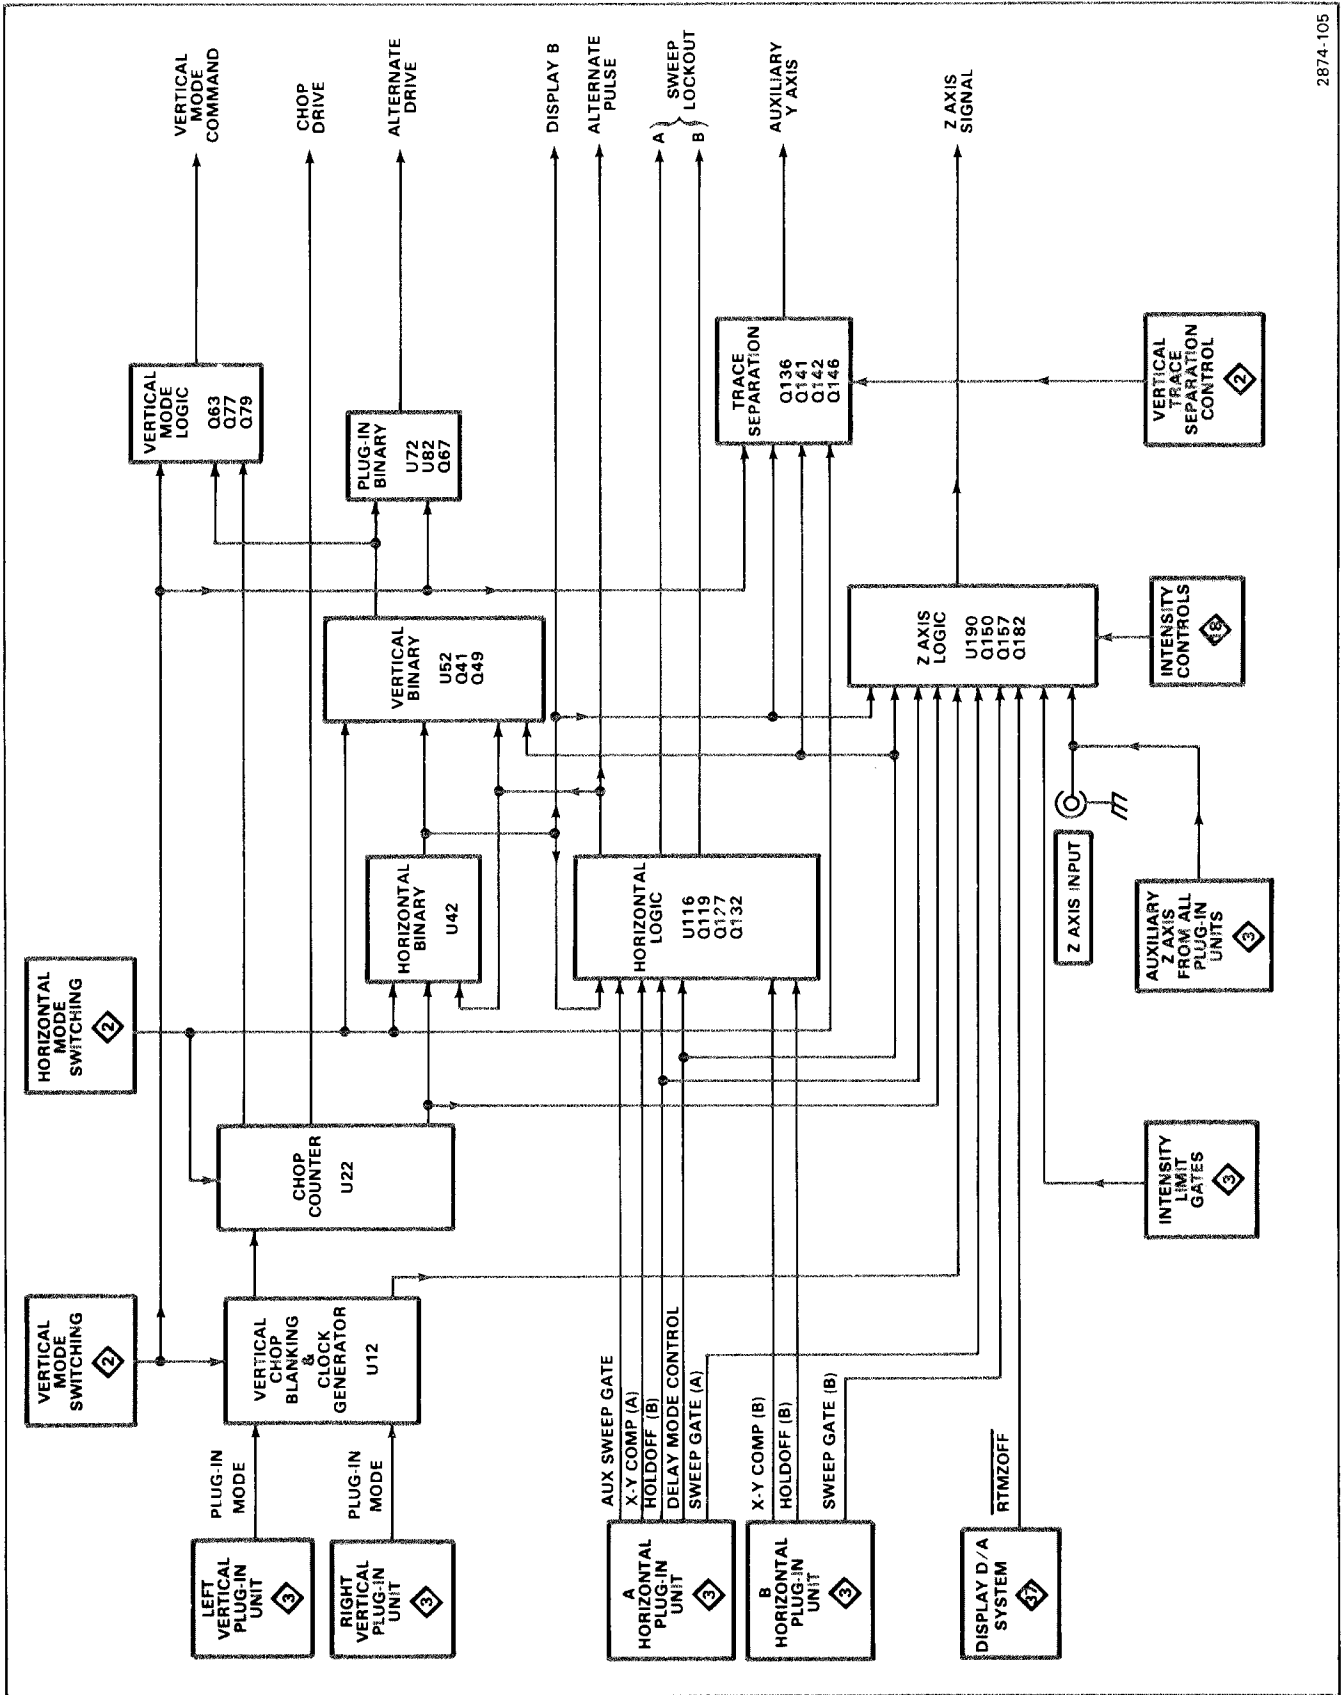 VERTICAL
MODE
SWITCHING
2
HORIZONTAL
MODE
SWITCHING
2
LEFT
VERTICAL
PLUG-IN
UNIT
3
PLUG-IN
MODE
RIGHT
VERTICAL
PLUG-IN
UNIT
3
PLUG-IN
MODE
VERTICAL
CHOP
BLANKING
&
CLOCK
GENERATOR
U12
CHOP
COUNTER
U22
HORIZONTAL
BINARY
U42
VERTICAL
BINARY
U52
Q41
Q49
VERTICAL
MODE
LOGIC
Q63
Q77
Q79
PLUG-IN
BINARY
U72
U82
Q67
VERTICAL
MODE
COMMAND
CHOP
DRIVE
ALTERNATE
DRIVE
DISPLAY B
ALTERNATE
PULSE
A
B
SWEEP
LOCKOUT
AUXILIARY
Y AXIS
Z AXIS
SIGNAL
A
HORIZONTAL
PLUG-IN
UNIT
3
AUX SWEEP GATE
X-Y COMP (A)
HOLDOFF (B)
DELAY MODE CONTROL
SWEEP GATE (A)
B
HORIZONTAL
PLUG-IN
UNIT
3
X-Y COMP (B)
HOLDOFF (B)
SWEEP GATE (B)
DISPLAY D/A
SYSTEM
37
RTMZOFF
HORIZONTAL
LOGIC
U116
Q119
Q127
Q132
TRACE
SEPARATION
Q136
Q141
Q142
Q146
Z AXIS
LOGIC
U190
Q150
Q157
Q182
VERTICAL
TRACE
SEPARATION
CONTROL
2
INTENSITY
CONTROLS
Z AXIS INPUT
AUXILIARY
Z AXIS
FROM ALL
PLUG-IN
UNITS
3
INTENSITY
LIMIT
GATES
3
2874-105